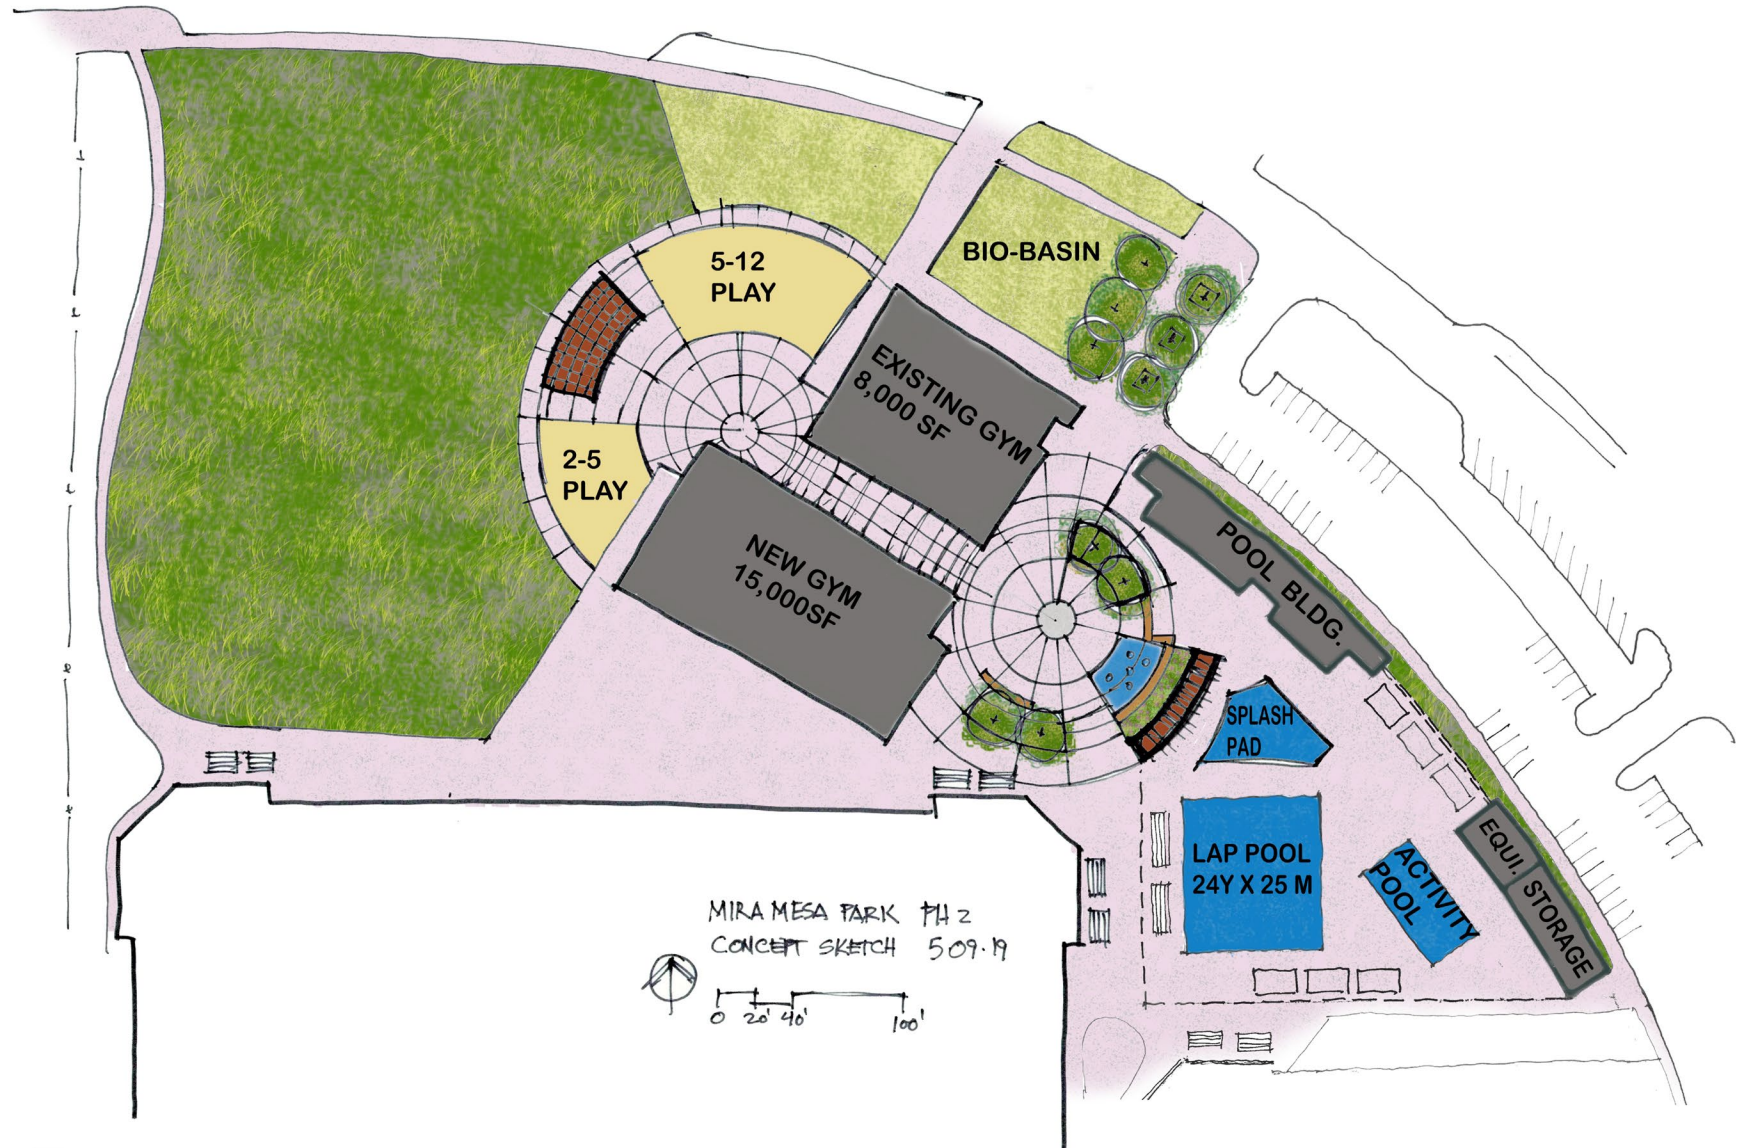 5-12
PLAY
BIO-BASIN
EXISTING GYM
8,000 SF
2-5
PLAY
NEW GYM
15,000SF
POOL BLDG.
SPLASH
PAD
LAP POOL
24Y X 25 M
ACTIVITY
POOL
EQUI. STORAGE
MIRA MESA PARK PH 2
CONCEPT SKETCH 5 09.19
0 20' 40' 100'